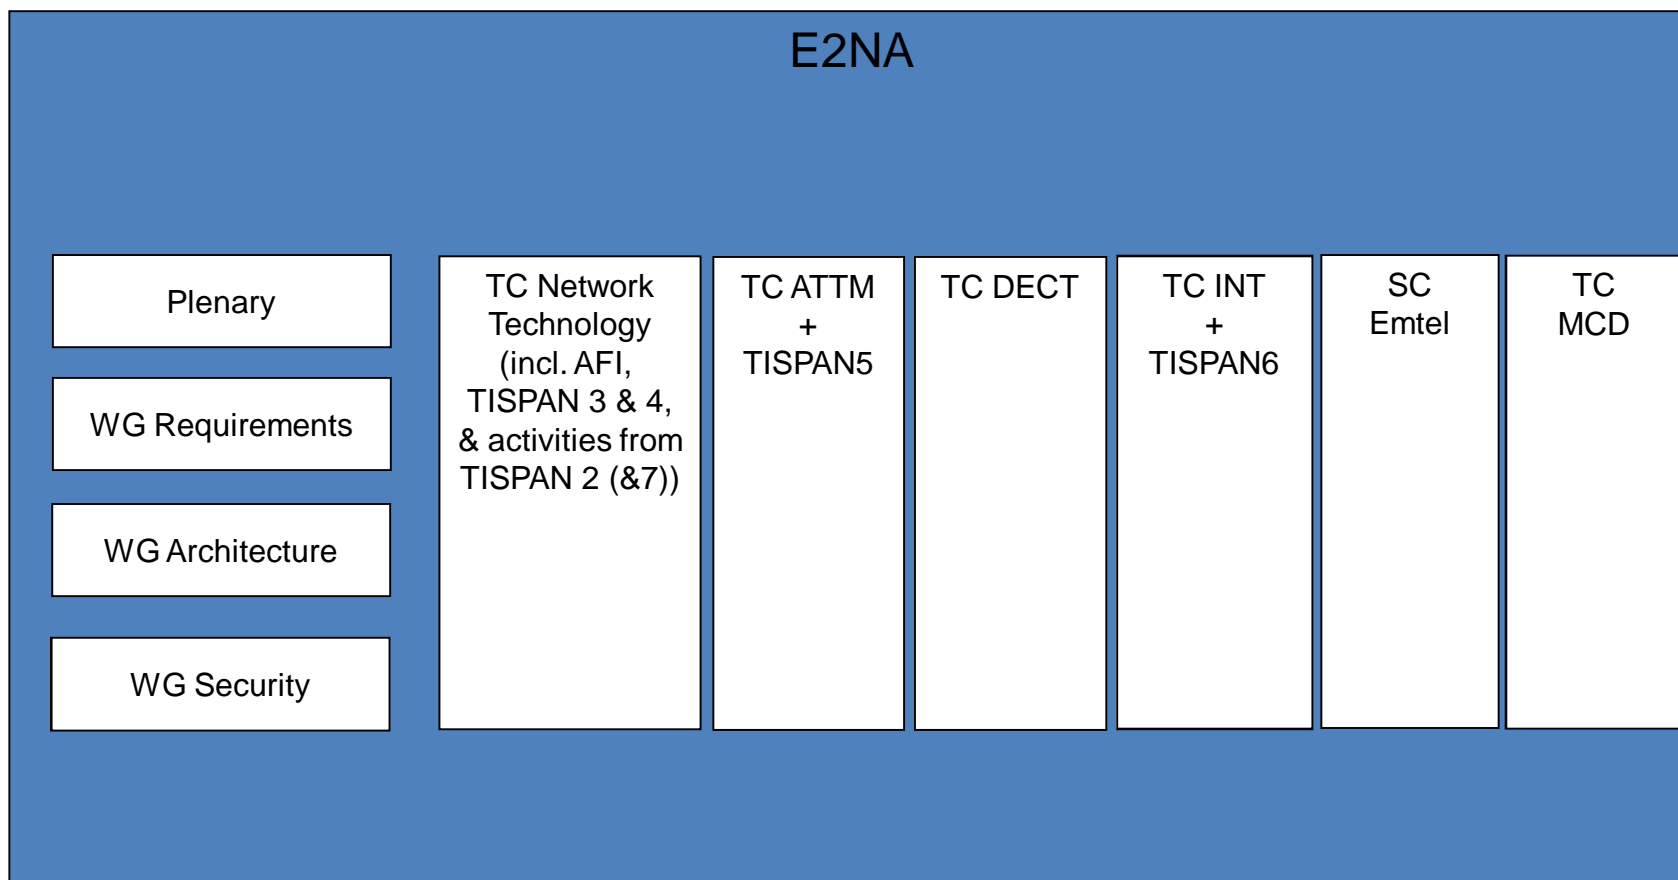 E2NA
Plenary
WG Requirements
WG Architecture
WG Security
TC Network
Technology
(incl. AFI,
TISPAN 3 & 4,
& activities from
TISPAN 2 (&7))
TC ATTM
+
TISPAN5
TC DECT
TC INT
+
TISPAN6
SC
Emtel
TC
MCD